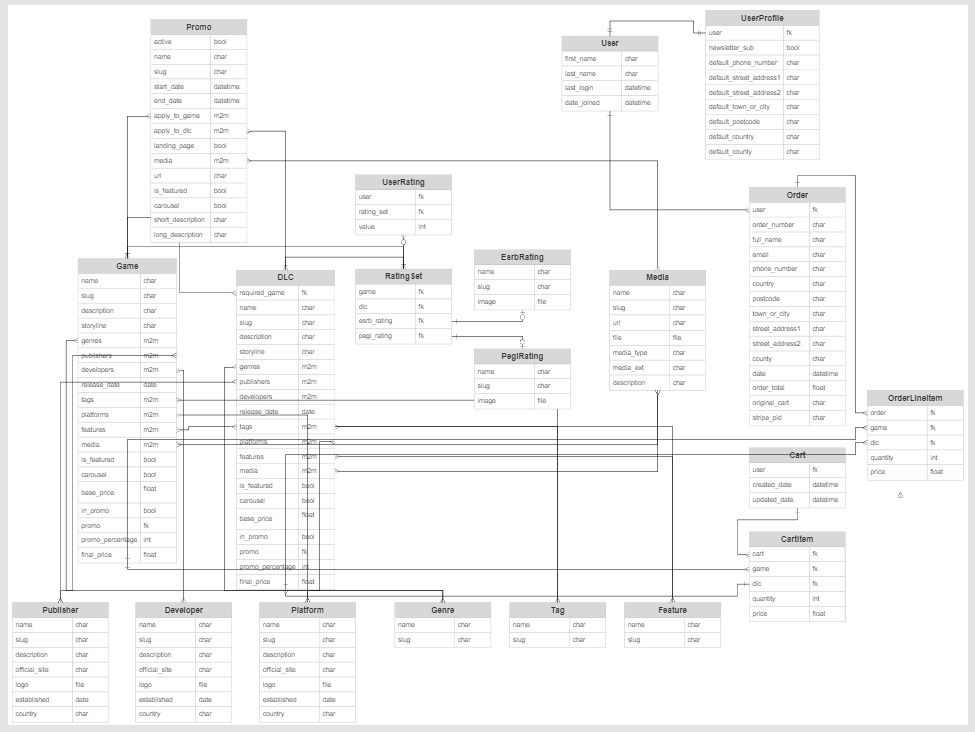 Promo
active bool
name char
slug char
start_date datetime
end_date datetime
apply_to_game m2m
apply_to_dlc m2m
landing_page bool
media m2m
url char
is_featured bool
carousel bool
short_description char
long_description char
User
first_name char
last_name char
last_login datetime
date_joined datetime
UserProfile
user fk
newsletter_sub bool
default_phone_number char
default_street_address1 char
default_street_address2 char
default_town_or_city char
default_postcode char
default_country char
default_county char
UserRating
user fk
rating_set fk
value int
Order
user fk
order_number char
full_name char
email char
phone_number char
country char
postcode char
town_or_city char
street_address1 char
street_address2 char
county char
date datetime
order_total float
original_cart char
stripe_pid char
Game
name char
slug char
description char
storyline char
genres m2m
publishers m2m
developers m2m
release_date date
tags m2m
platforms m2m
features m2m
media m2m
is_featured bool
carousel bool
base_price float
in_promo bool
promo fk
promo_percentage int
final_price float
DLC
required_game fk
name char
slug char
description char
storyline char
genres m2m
publishers m2m
developers m2m
release_date date
tags m2m
platforms m2m
features m2m
media m2m
is_featured bool
carousel bool
base_price float
in_promo bool
promo fk
promo_percentage int
final_price float
RatingSet
game fk
dlc fk
esrb_rating fk
pegi_rating fk
EsrbRating
name char
slug char
image file
PegiRating
name char
slug char
image file
Media
name char
slug char
url char
file file
media_type char
media_ext char
description char
OrderLineItem
order fk
game fk
dlc fk
quantity int
price float
Cart
user fk
created_date datetime
updated_date datetime
CartItem
cart fk
game fk
dlc fk
quantity int
price float
Publisher
name char
slug char
description char
official_site char
logo file
established date
country char
Developer
name char
slug char
description char
official_site char
logo file
established date
country char
Platform
name char
slug char
description char
official_site char
logo file
established date
country char
Genre
name char
slug char
Tag
name char
slug char
Feature
name char
slug char